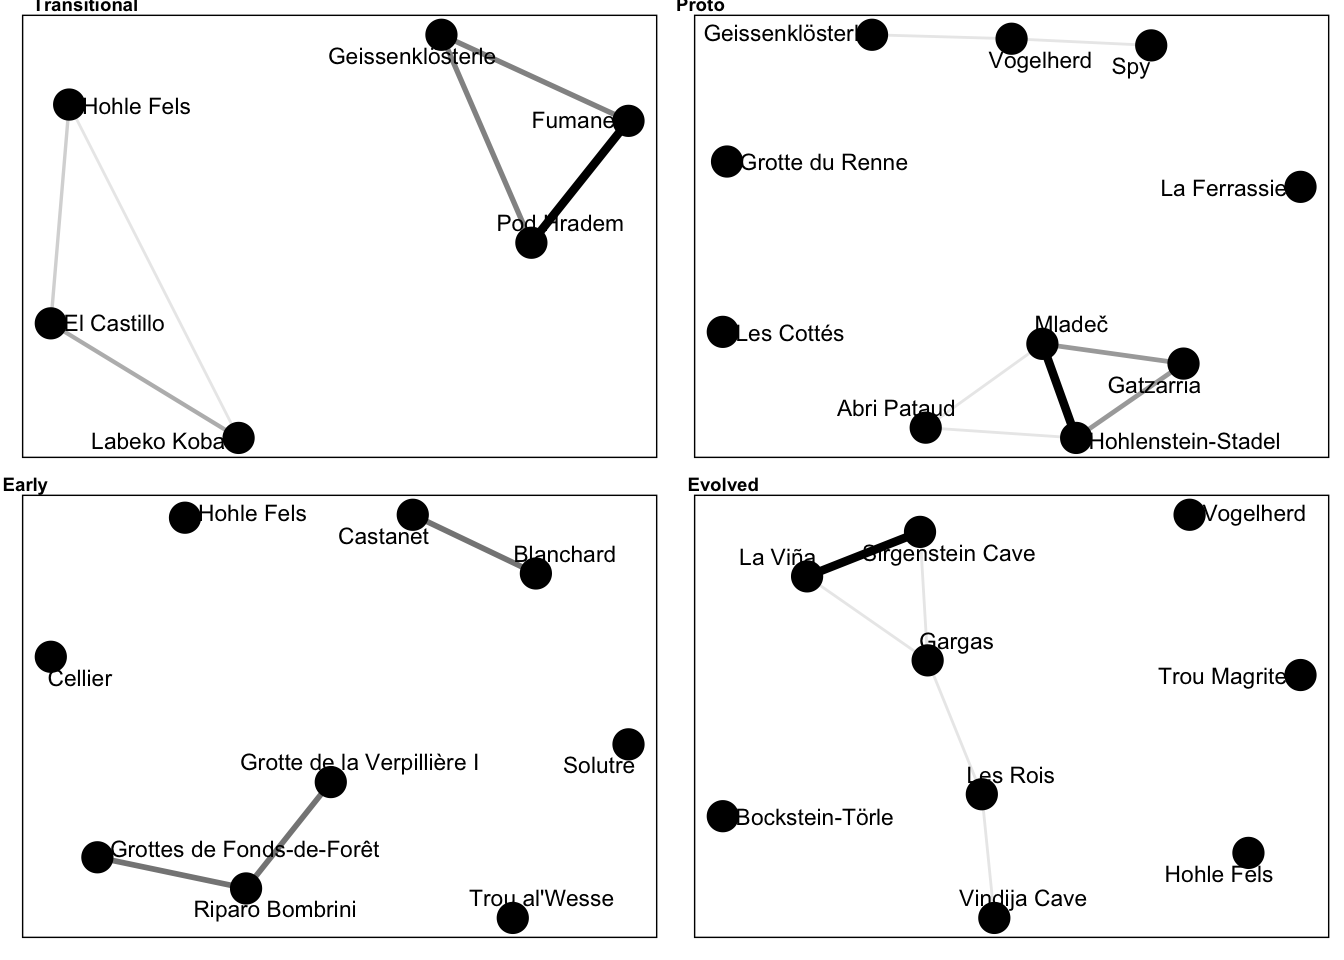 Transitional
Geissenklösterle
Hohle Fels
Fumane
Pod Hradem
El Castillo
Labeko Koba
Proto
Geissenklösterl
Vogelherd
Spy
Grotte du Renne
La Ferrassie
Mladeč
Les Cottés
Gatzarria
Abri Pataud
Hohlenstein-Stadel
Early
Hohle Fels
Castanet
Blanchard
Cellier
Grotte de la Verpillière I
Solutré
Grottes de Fonds-de-Forêt
Trou al'Wesse
Riparo Bombrini
Evolved
Vogelherd
La Viña
Sirgenstein Cave
Gargas
Trou Magrite
Les Rois
Bockstein-Törle
Hohle Fels
Vindija Cave